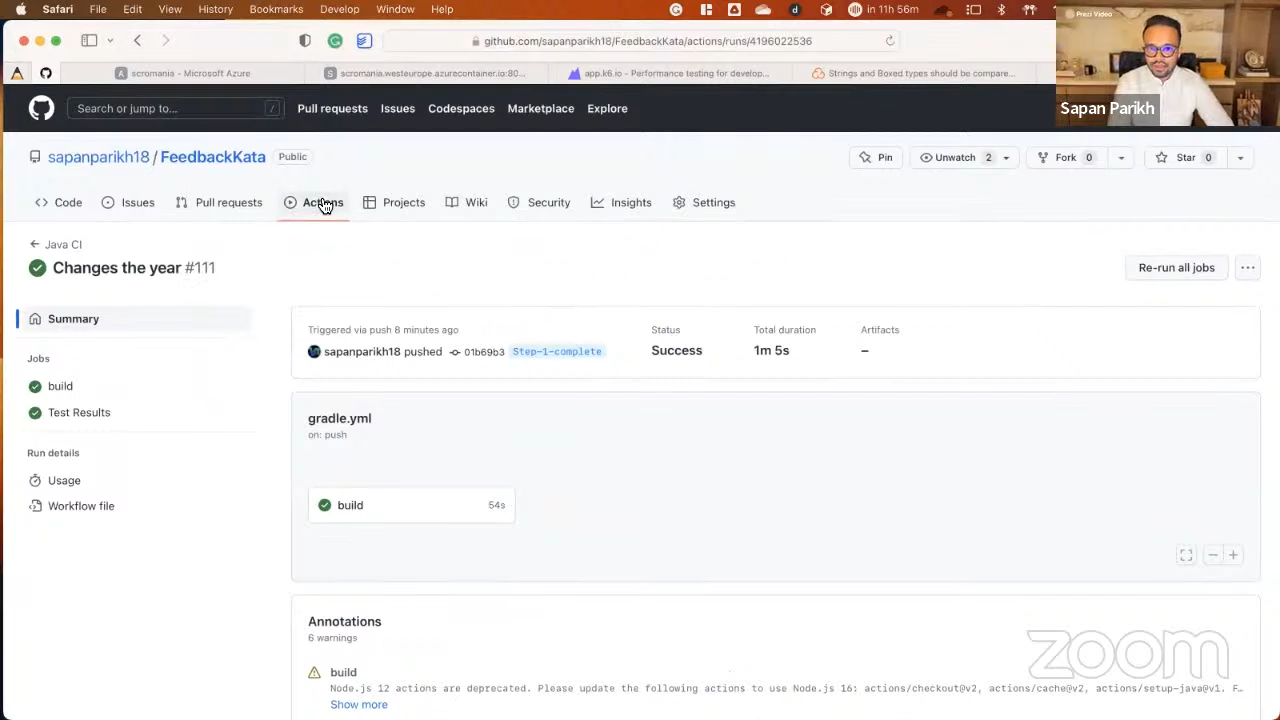 Safari File Edit View History Bookmarks Develop Window Help
in 11h 56m
Prezi Video
Sapan Parikh
github.com/sapanparikh18/FeedbackKata/actions/runs/4196022536
scromania - Microsoft Azure
scromania.westeurope.azurecontainer.io:80...
app.k6.io - Performance testing for develop...
Strings and Boxed types should be compare...
Search or jump to... /
Pull requests Issues Codespaces Marketplace Explore
sapanparikh18 / FeedbackKata Public
Pin Unwatch 2 Fork 0 Star 0
Code Issues Pull requests Actions Projects Wiki Security Insights Settings
Java CI
Changes the year #111
Re-run all jobs
Summary
Jobs
build
Test Results
Run details
Usage
Workflow file
Triggered via push 8 minutes ago
sapanparikh18 pushed 01b69b3 Step-1-complete
Status
Success
Total duration
1m 5s
Artifacts
–
gradle.yml
on: push
build 54s
Annotations
6 warnings
build
Node.js 12 actions are deprecated. Please update the following actions to use Node.js 16: actions/checkout@v2, actions/cache@v2, actions/setup-java@v1. F…
Show more
zoom